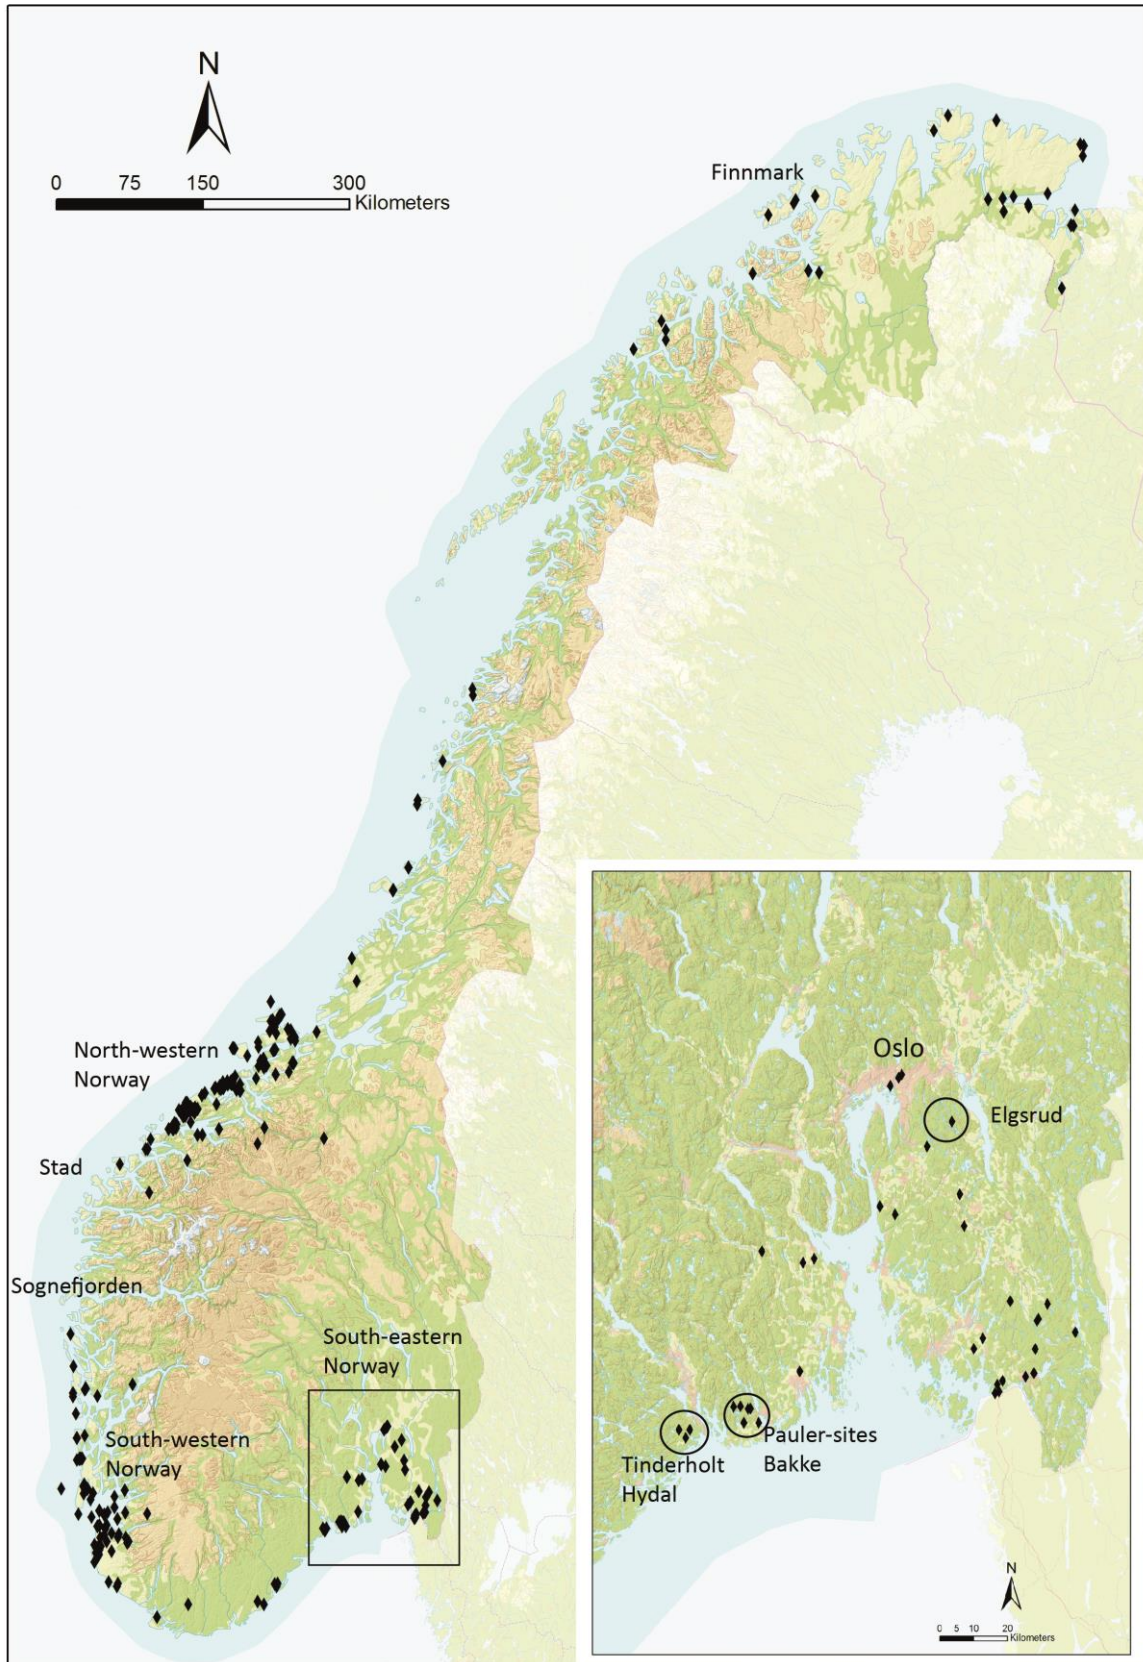 N
0 75 150 300
Kilometers
Finnmark
North-western
Norway
Stad
Sognefjorden
South-eastern
Norway
South-western
Norway
Oslo
Elgsrud
Pauler-sites
Bakke
Tinderholt
Hydal
N
0 5 10 20
Kilometers